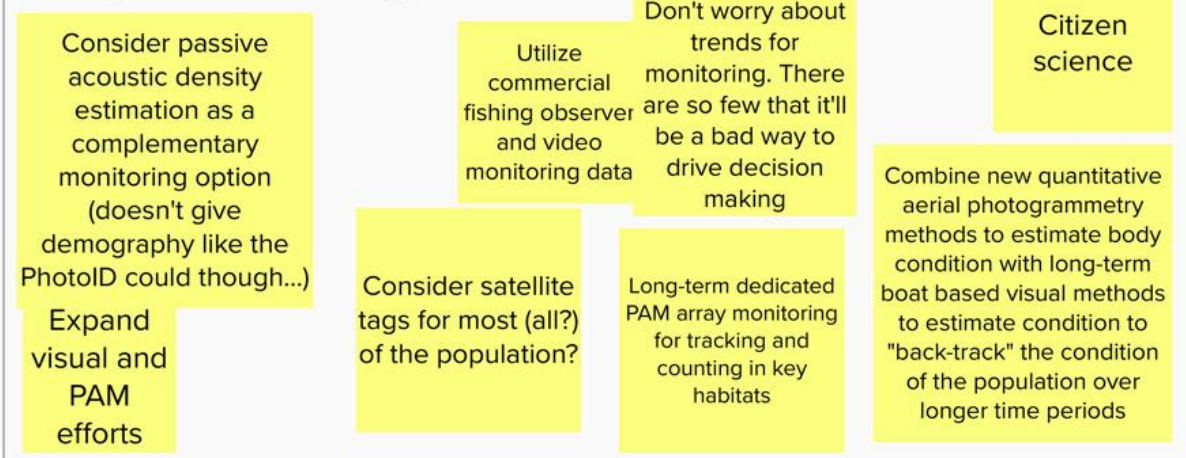 Consider passive
acoustic density
estimation as a
complementary
monitoring option
(doesn't give
demography like the
PhotoID could though...)
Expand
visual and
PAM
efforts
Utilize
commercial
fishing observer
and video
monitoring data
Consider satellite
tags for most (all?)
of the population?
Don't worry about
trends for
monitoring. There
are so few that it'll
be a bad way to
drive decision
making
Long-term dedicated
PAM array monitoring
for tracking and
counting in key
habitats
Citizen
science
Combine new quantitative
aerial photogrammetry
methods to estimate body
condition with long-term
boat based visual methods
to estimate condition to
"back-track" the condition
of the population over
longer time periods